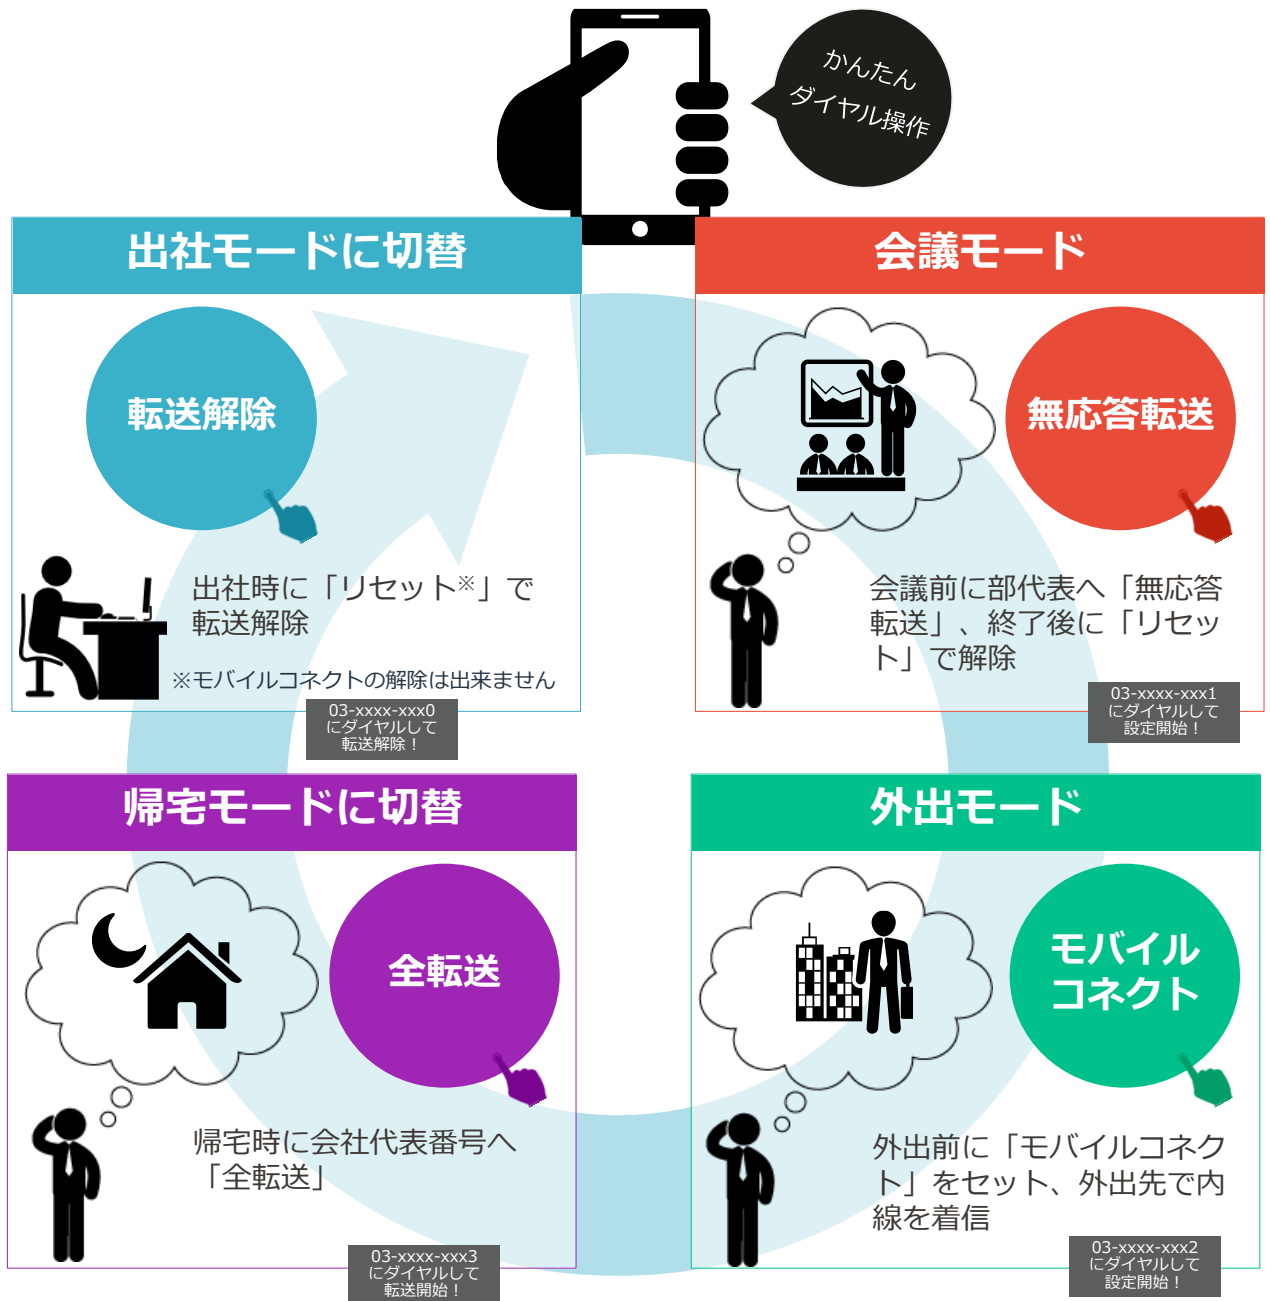 かんたん
ダイヤル操作
出社モードに切替
転送解除
出社時に「リセット※」で
転送解除
※モバイルコネクトの解除は出来ません
03-xxxx-xxx0
にダイヤルして
転送解除！
会議モード
無応答転送
会議前に部代表へ「無応答
転送」、終了後に「リセッ
ト」で解除
03-xxxx-xxx1
にダイヤルして
設定開始！
帰宅モードに切替
全転送
帰宅時に会社代表番号へ
「全転送」
03-xxxx-xxx3
にダイヤルして
転送開始！
外出モード
モバイル
コネクト
外出前に「モバイルコネク
ト」をセット、外出先で内
線を着信
03-xxxx-xxx2
にダイヤルして
設定開始！